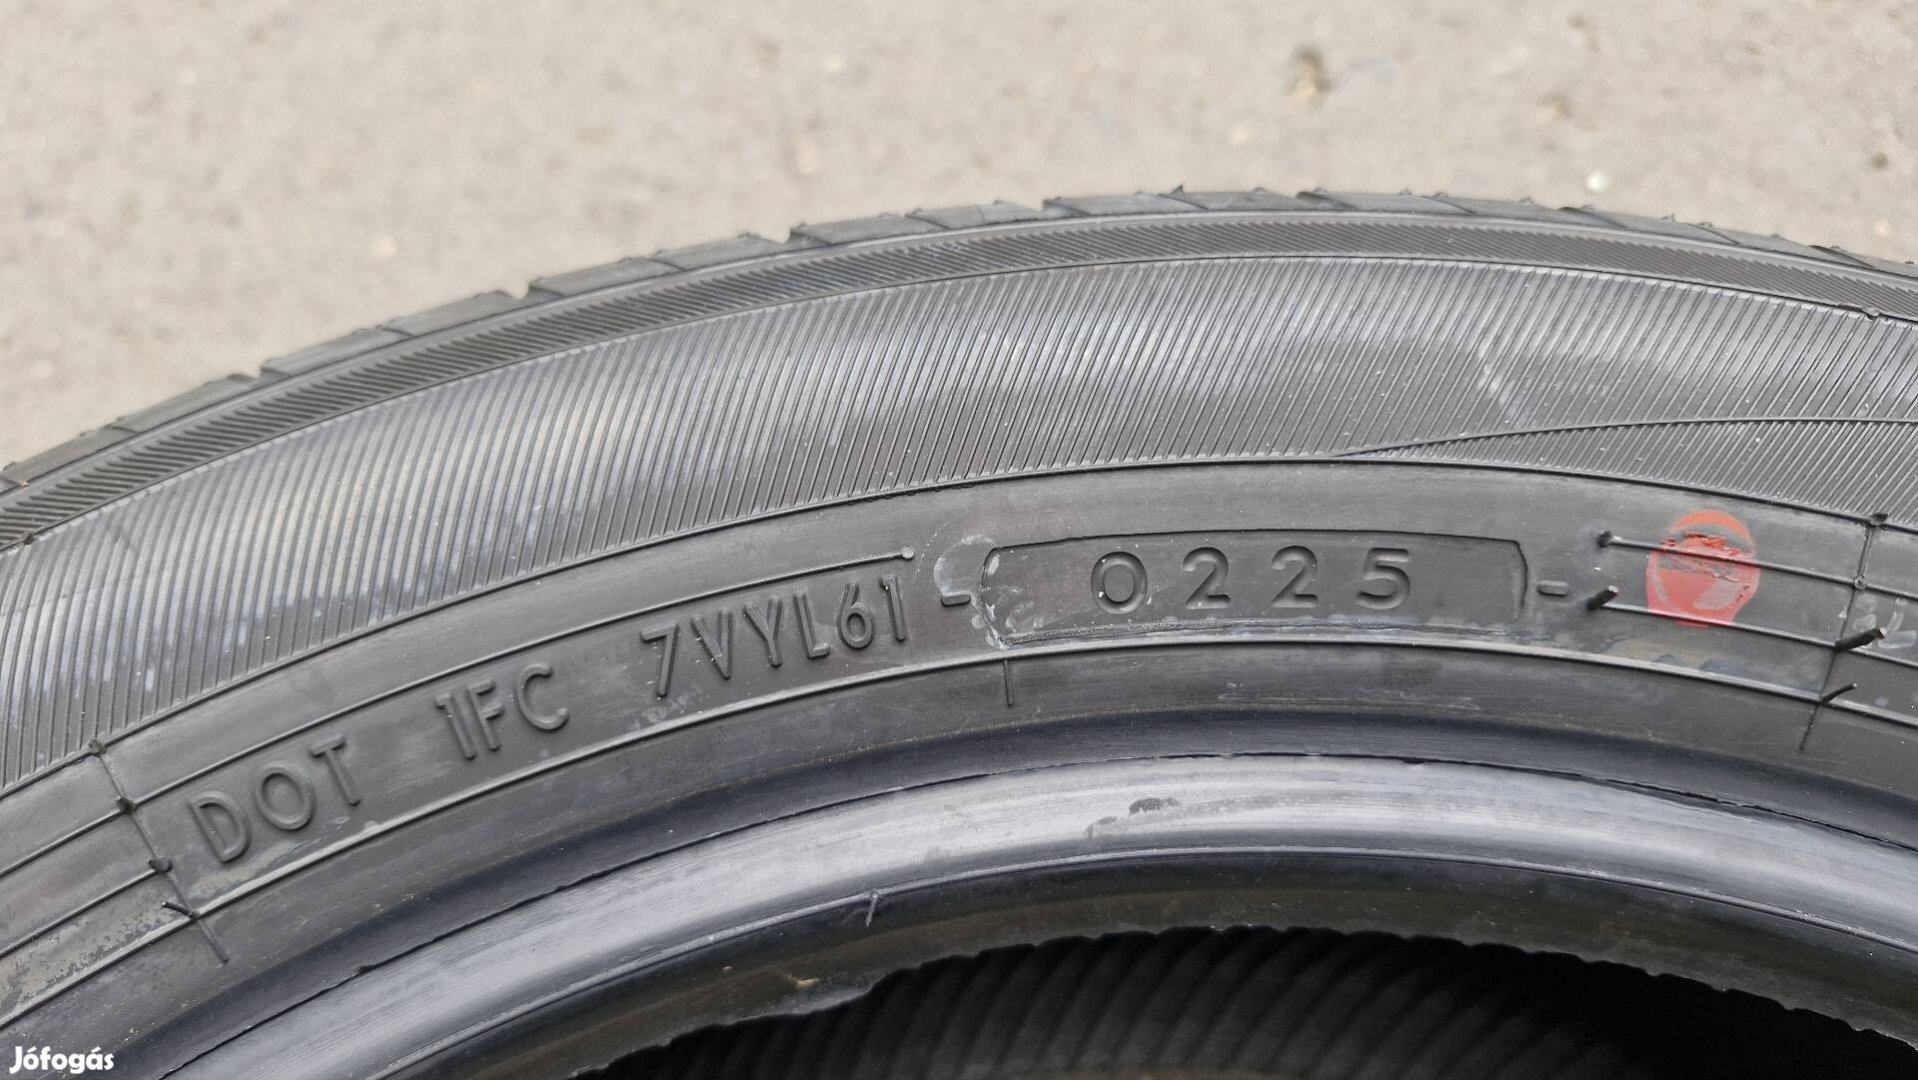 DOT 1FC 7VYL61 - 0225 -
Jófogás